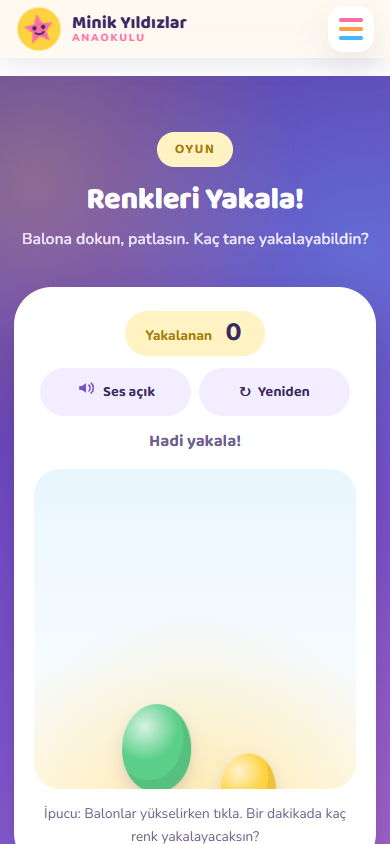 Minik Yıldızlar
ANAOKULU
OYUN
Renkleri Yakala!
Balona dokun, patlasın. Kaç tane yakalayabildin?
Yakalanan 0
Ses açık
↻ Yeniden
Hadi yakala!
İpucu: Balonlar yükselirken tıkla. Bir dakikada kaç
renk yakalayacaksın?